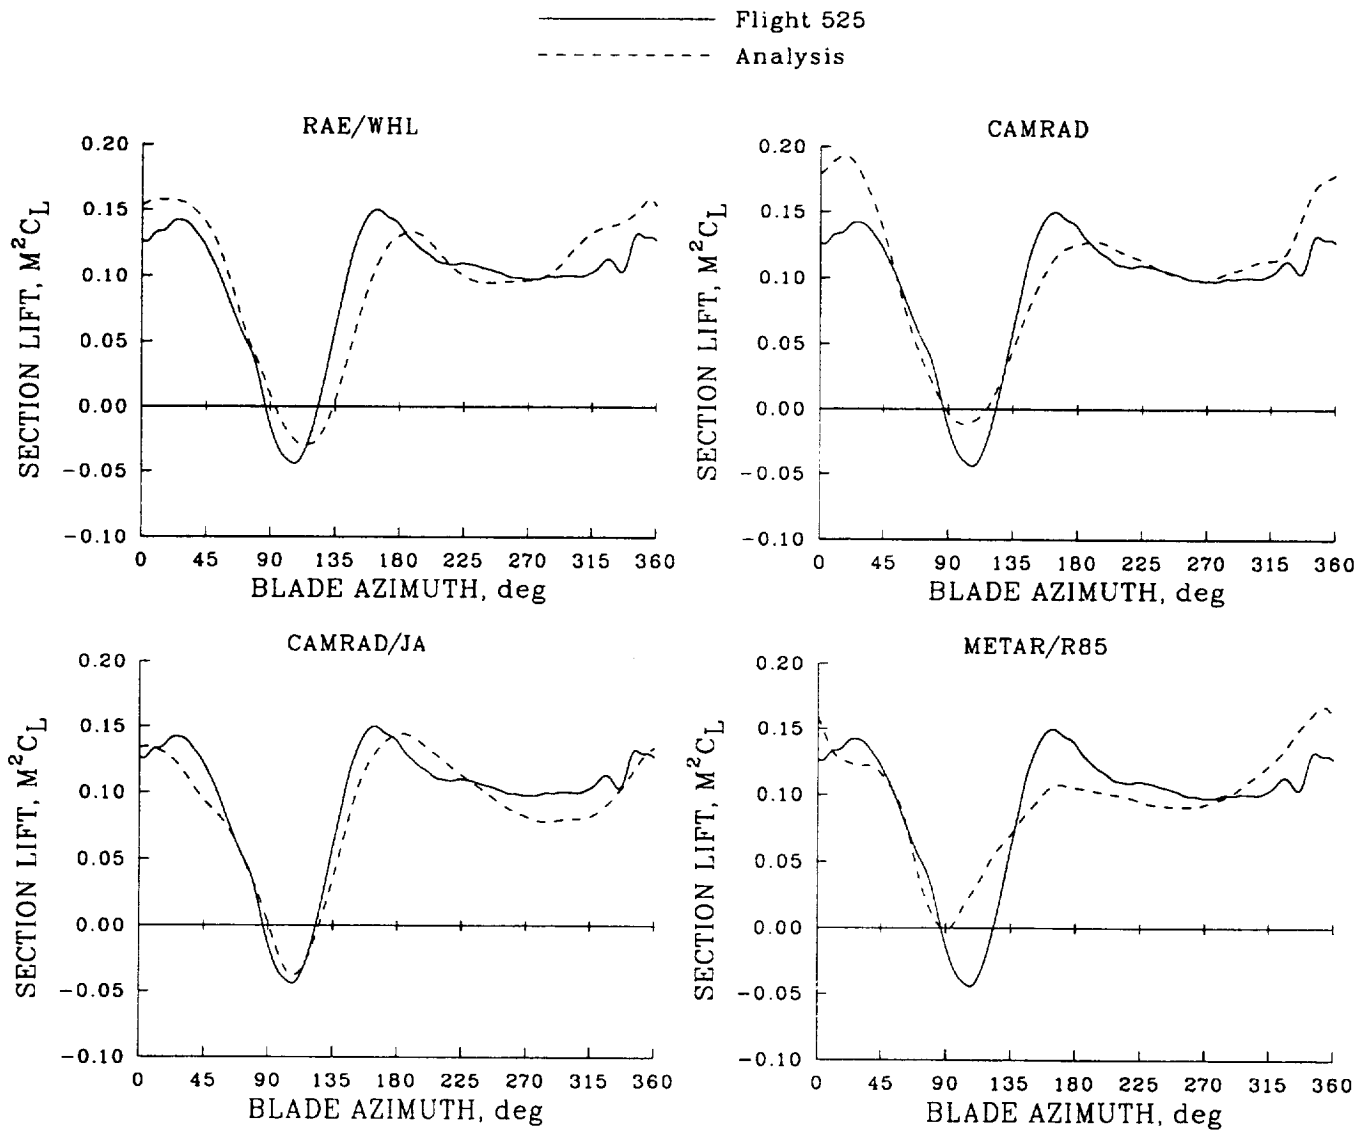 Flight 525
Analysis
RAE/WHL
0.20
0.15
0.10
0.05
0.00
−0.05
−0.10
SECTION LIFT, M²C_L
0 45 90 135 180 225 270 315 360
BLADE AZIMUTH, deg
CAMRAD
0.20
0.15
0.10
0.05
0.00
−0.05
−0.10
SECTION LIFT, M²C_L
0 45 90 135 180 225 270 315 360
BLADE AZIMUTH, deg
CAMRAD/JA
0.20
0.15
0.10
0.05
0.00
−0.05
−0.10
SECTION LIFT, M²C_L
0 45 90 135 180 225 270 315 360
BLADE AZIMUTH, deg
METAR/R85
0.20
0.15
0.10
0.05
0.00
−0.05
−0.10
SECTION LIFT, M²C_L
0 45 90 135 180 225 270 315 360
BLADE AZIMUTH, deg